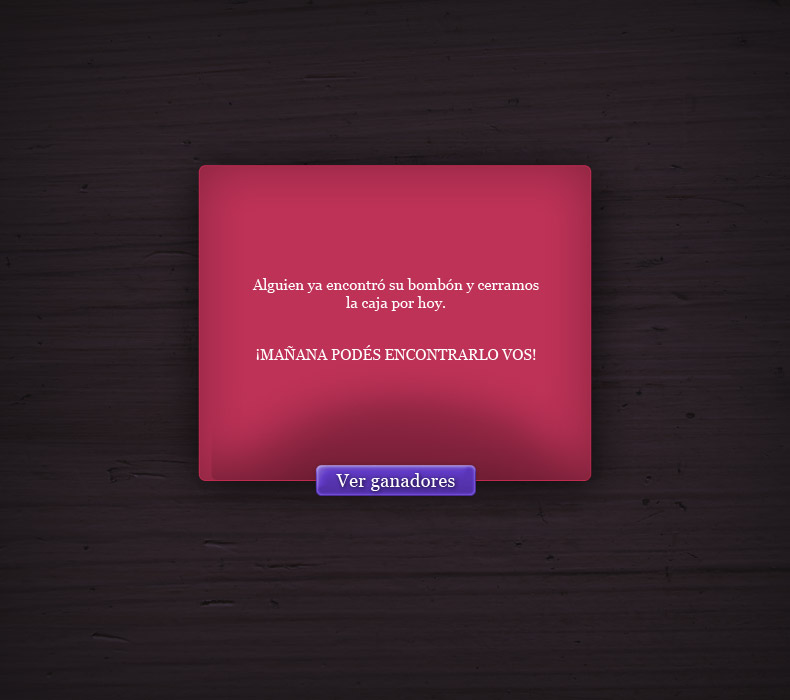 Alguien ya encontró su bombón y cerramos
la caja por hoy.
¡MAÑANA PODÉS ENCONTRARLO VOS!
Ver ganadores